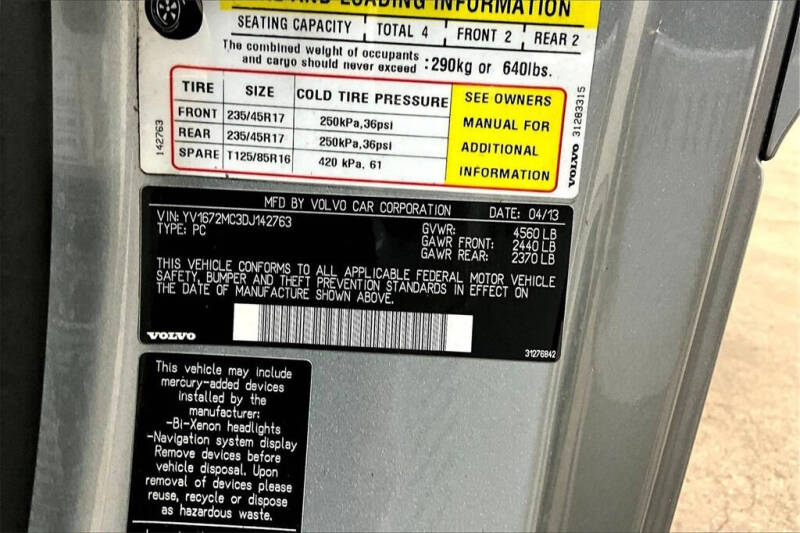 AND LOADING INFORMATION
SEATING CAPACITY TOTAL 4 FRONT 2 REAR 2
The combined weight of occupants
and cargo should never exceed : 290kg or 640lbs.
TIRE SIZE COLD TIRE PRESSURE SEE OWNERS
FRONT 235/45R17 250kPa,36psi MANUAL FOR
REAR 235/45R17 250kPa,36psi ADDITIONAL
SPARE T125/85R16 420 kPa, 61 INFORMATION
142763
VOLVO 31283315
MFD BY VOLVO CAR CORPORATION DATE: 04/13
VIN: YV1672MC3DJ142763
TYPE: PC
GVWR: 4560 LB
GAWR FRONT: 2440 LB
GAWR REAR: 2370 LB
THIS VEHICLE CONFORMS TO ALL APPLICABLE FEDERAL MOTOR VEHICLE
SAFETY, BUMPER AND THEFT PREVENTION STANDARDS IN EFFECT ON
THE DATE OF MANUFACTURE SHOWN ABOVE.
VOLVO
31276842
This vehicle may include
mercury-added devices
installed by the
manufacturer:
-Bi-Xenon headlights
-Navigation system display
Remove devices before
vehicle disposal. Upon
removal of devices please
reuse, recycle or dispose
as hazardous waste.